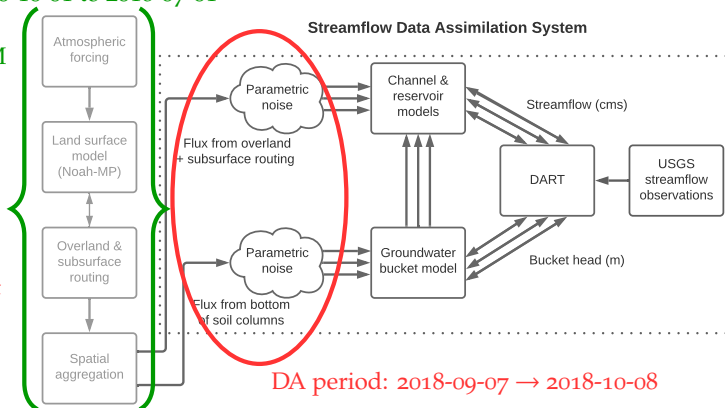 Streamflow Data Assimilation System
Atmospheric
forcing
Land surface
model
(Noah-MP)
Overland &
subsurface
routing
Spatial
aggregation
Parametric
noise
Flux from overland
+ subsurface routing
Parametric
noise
Flux from bottom
of soil columns
Channel &
reservoir
models
Groundwater
bucket model
Streamflow (cms)
DART
Bucket head (m)
USGS
streamflow
observations
DA period: 2018-09-07 → 2018-10-08